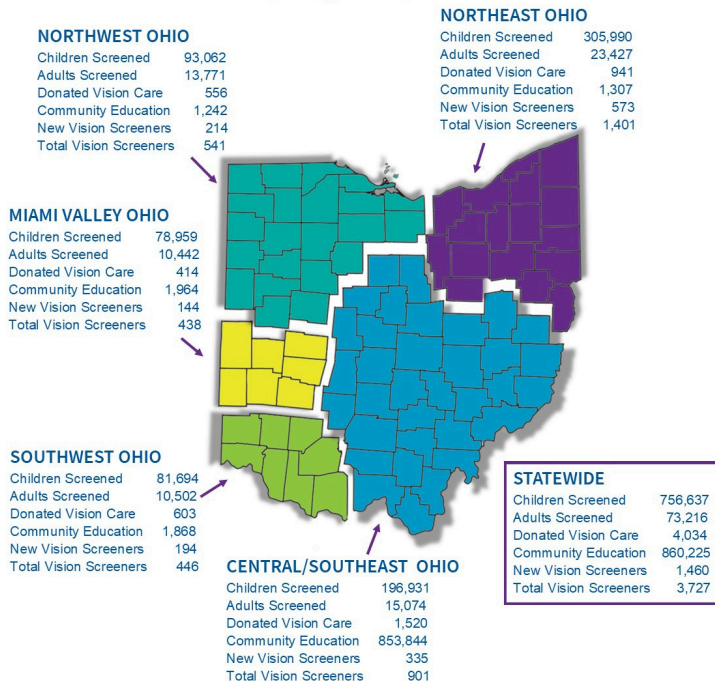 NORTHWEST OHIO
Children Screened 93,062
Adults Screened 13,771
Donated Vision Care 556
Community Education 1,242
New Vision Screeners 214
Total Vision Screeners 541
NORTHEAST OHIO
Children Screened 305,990
Adults Screened 23,427
Donated Vision Care 941
Community Education 1,307
New Vision Screeners 573
Total Vision Screeners 1,401
MIAMI VALLEY OHIO
Children Screened 78,959
Adults Screened 10,442
Donated Vision Care 414
Community Education 1,964
New Vision Screeners 144
Total Vision Screeners 438
SOUTHWEST OHIO
Children Screened 81,694
Adults Screened 10,502
Donated Vision Care 603
Community Education 1,868
New Vision Screeners 194
Total Vision Screeners 446
CENTRAL/SOUTHEAST OHIO
Children Screened 196,931
Adults Screened 15,074
Donated Vision Care 1,520
Community Education 853,844
New Vision Screeners 335
Total Vision Screeners 901
STATEWIDE
Children Screened 756,637
Adults Screened 73,216
Donated Vision Care 4,034
Community Education 860,225
New Vision Screeners 1,460
Total Vision Screeners 3,727